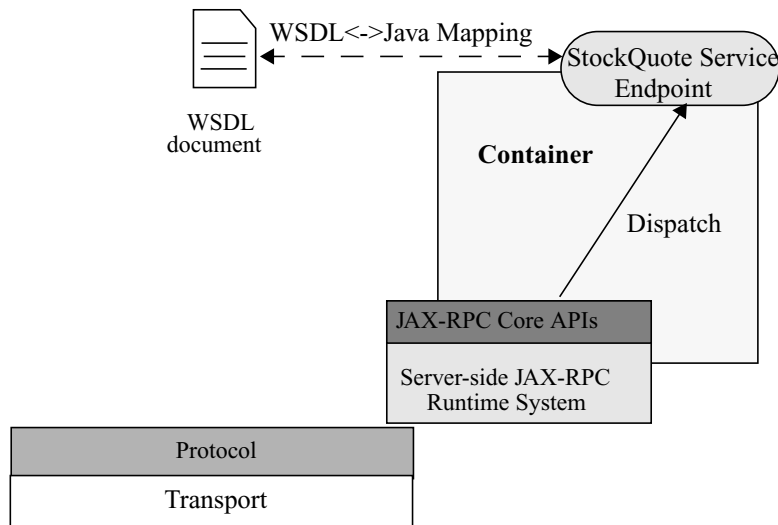 WSDL<->Java Mapping
StockQuote Service
Endpoint
WSDL
document
Container
Dispatch
JAX-RPC Core APIs
Server-side JAX-RPC
Runtime System
Protocol
Transport